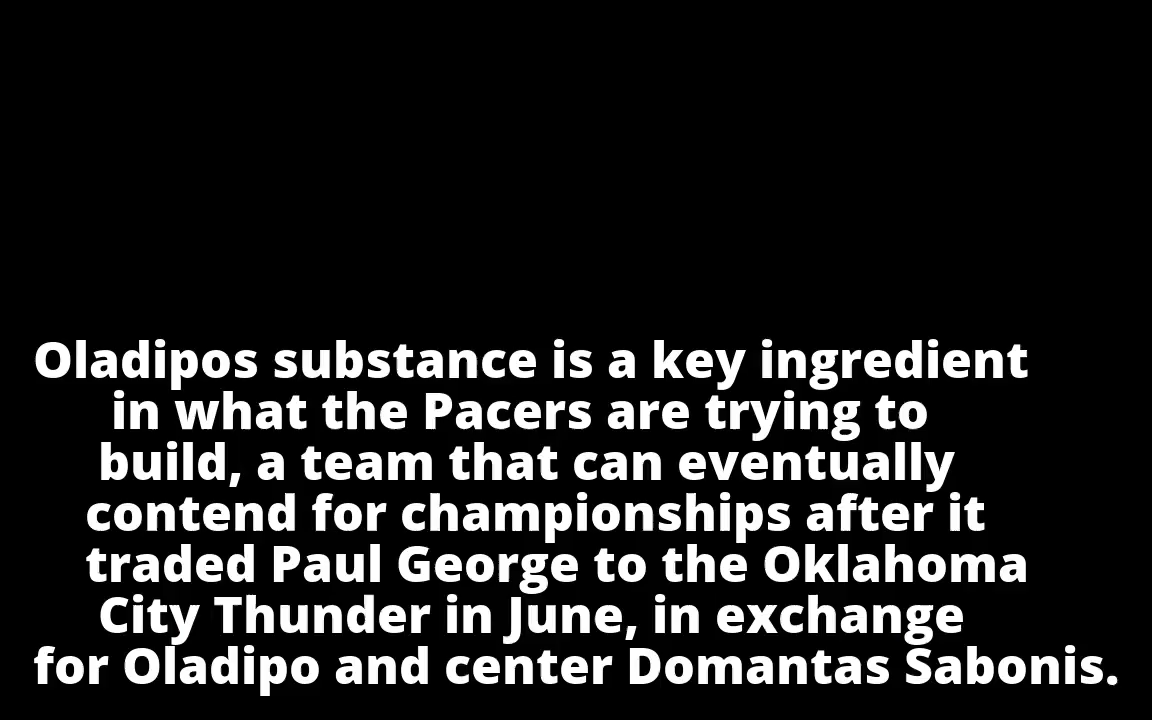 Oladipos substance is a key ingredient
in what the Pacers are trying to
build, a team that can eventually
contend for championships after it
traded Paul George to the Oklahoma
City Thunder in June, in exchange
for Oladipo and center Domantas Sabonis.